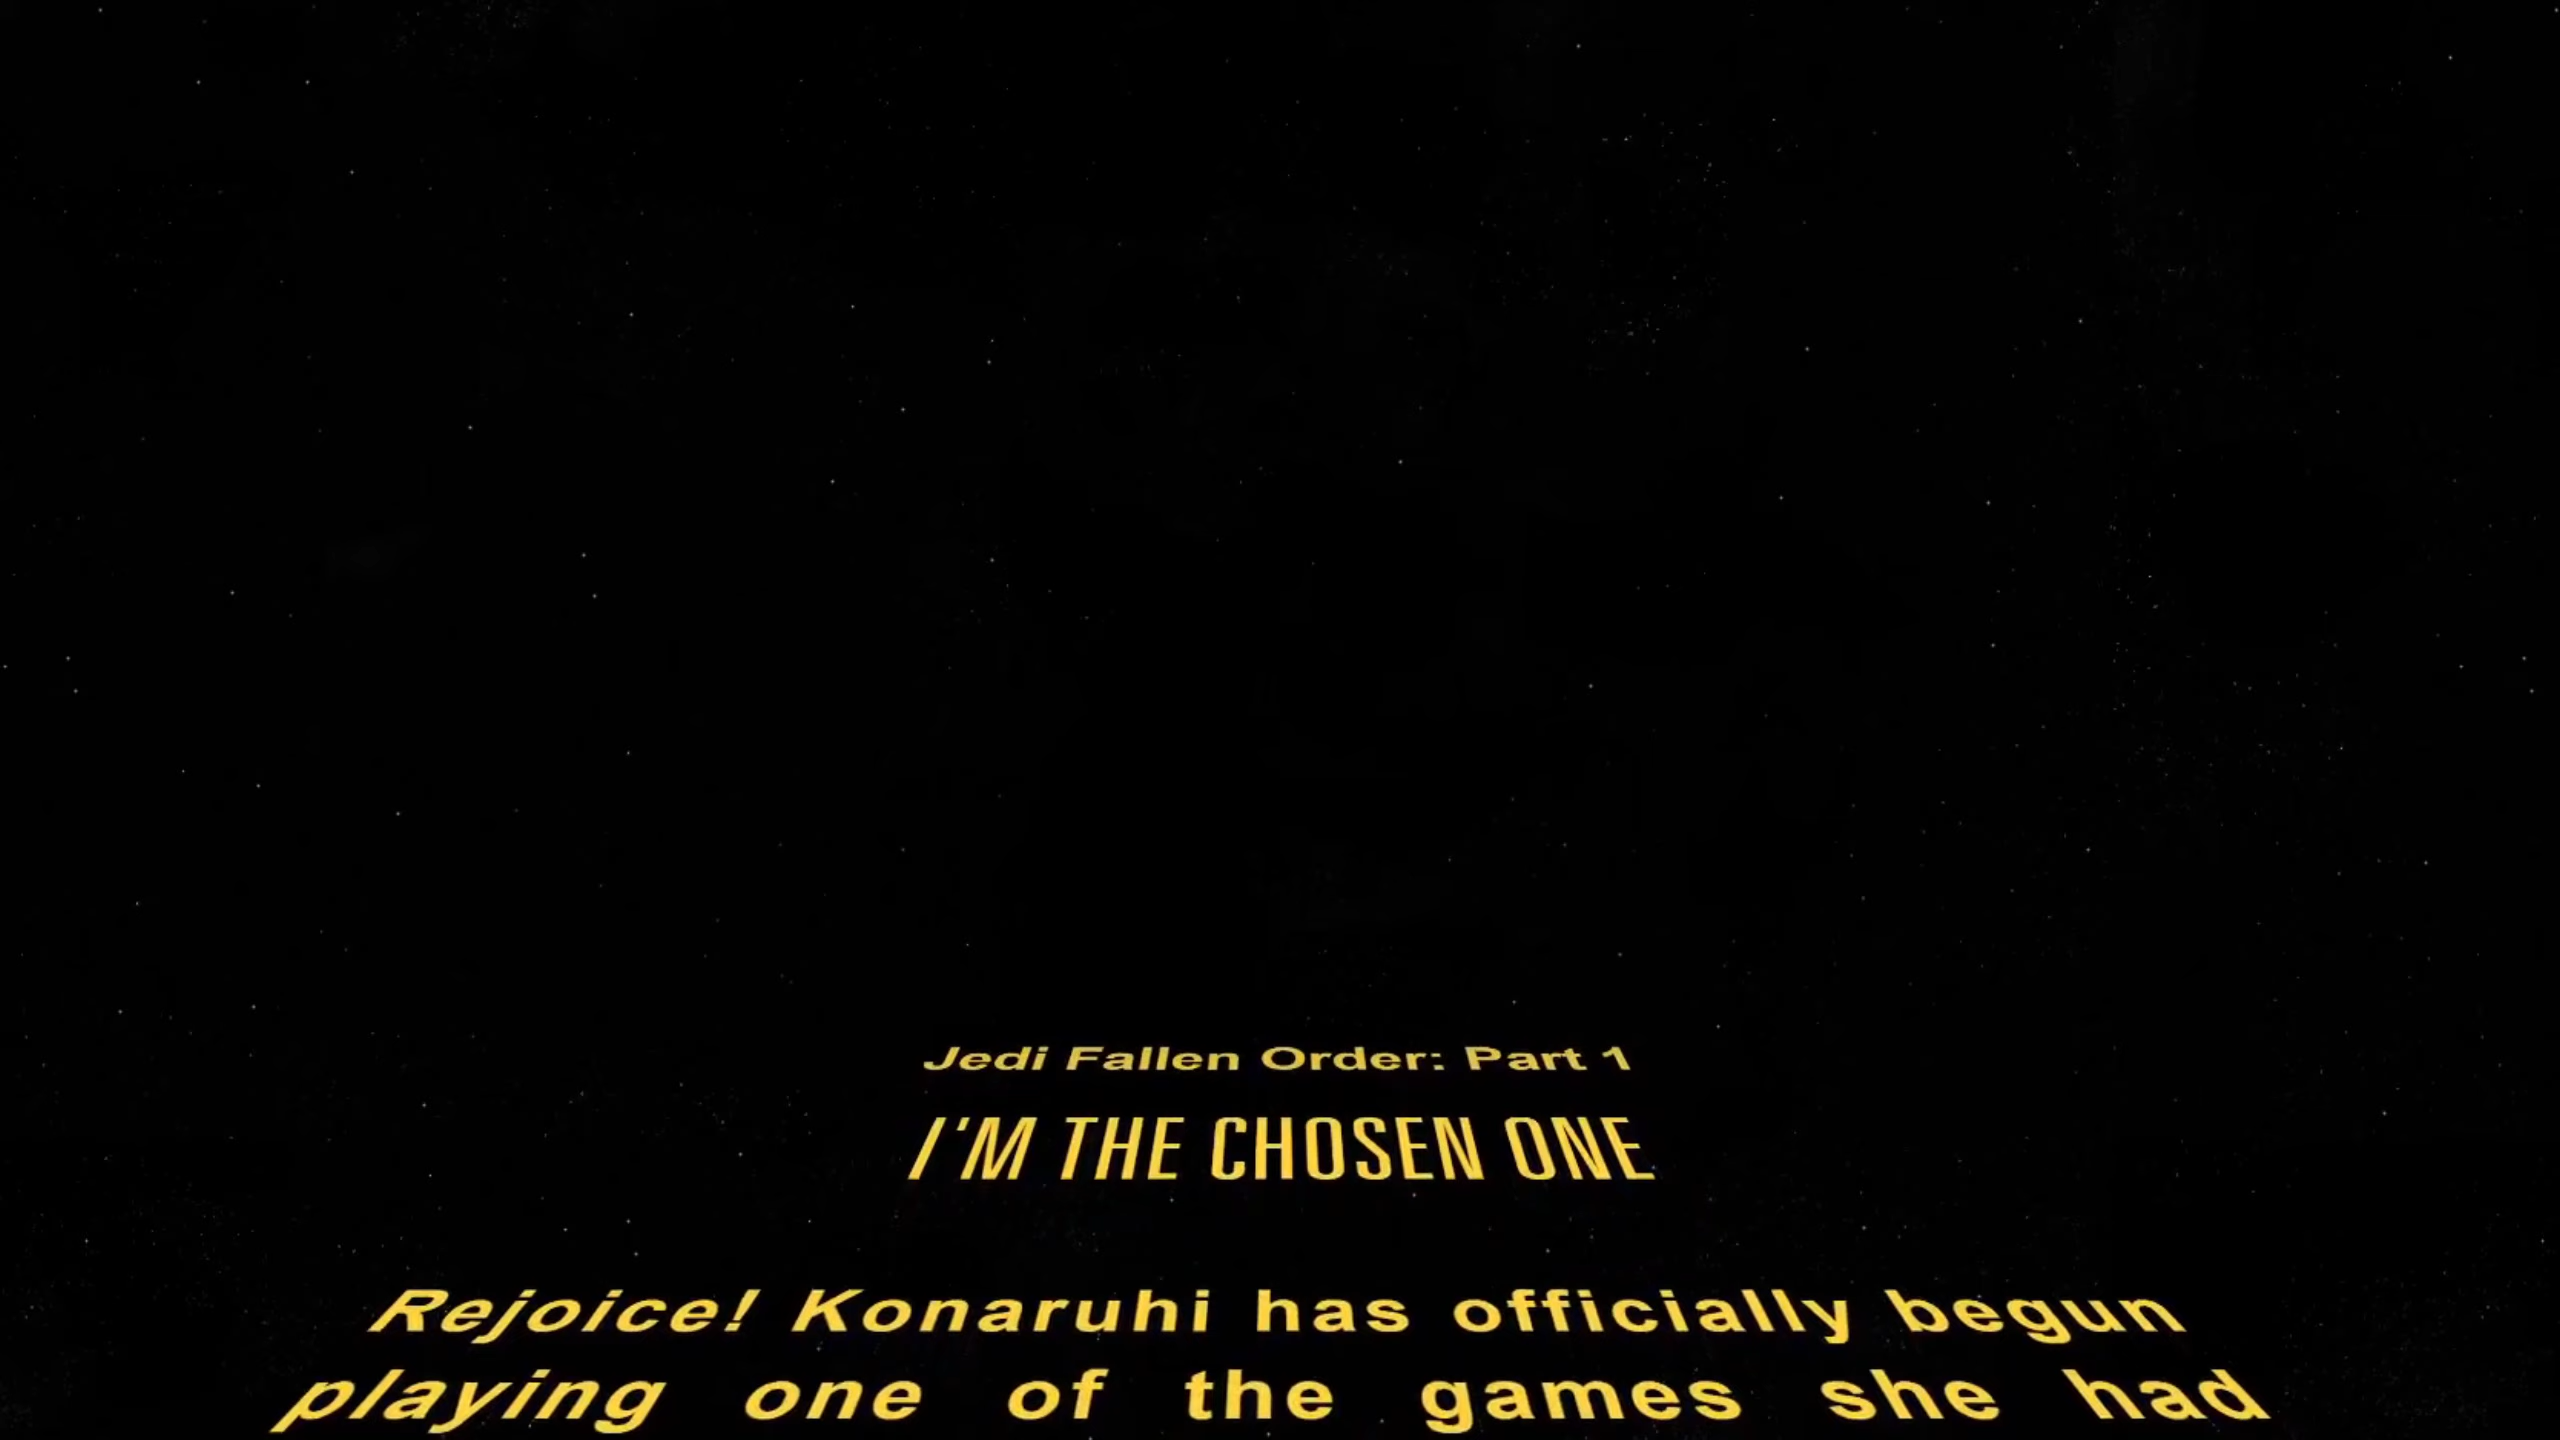 Jedi Fallen Order: Part 1
I'M THE CHOSEN ONE
Rejoice! Konaruhi has officially begun
playing one of the games she had